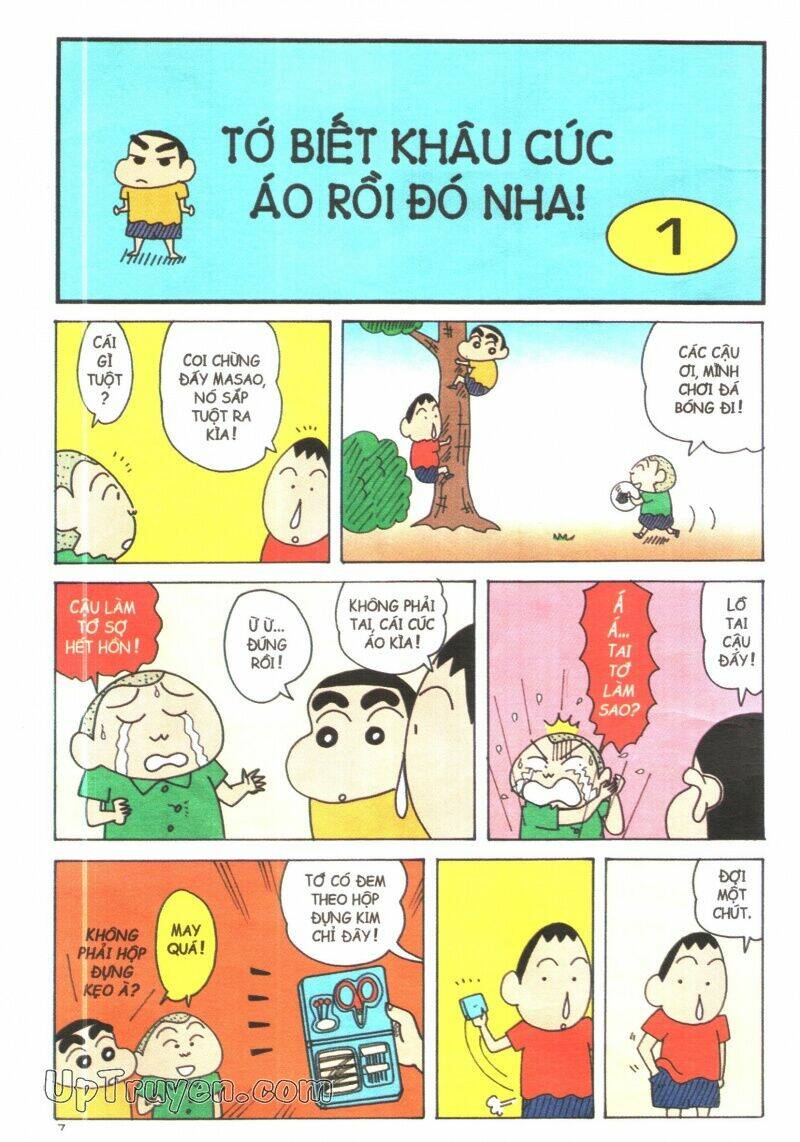 TỚ BIẾT KHÂU CÚC
ÁO RỒI ĐÓ NHA!
1
CÁC CẬU
ƠI, MÌNH
CHƠI ĐÁ
BÓNG ĐI!
COI CHỪNG
ĐẤY MASAO,
NÓ SẮP
TUỘT RA
KÌA!
CÁI
GÌ
TUỘT
?
LỖ
TAI
CẬU
ĐẤY!
Á
Á...
TAI
TỚ
LÀM
SAO?
KHÔNG PHẢI
TAI, CÁI CÚC
ÁO KÌA!
Ừ Ừ...
ĐÚNG
RỒI!
CẬU LÀM
TỚ SỢ
HẾT HỒN!
ĐỢI
MỘT
CHÚT.
TỚ CÓ ĐEM
THEO HỘP
ĐỰNG KIM
CHỈ ĐÂY!
MAY
QUÁ!
KHÔNG
PHẢI HỘP
ĐỰNG
KẸO À?
UpTruyen.com
7